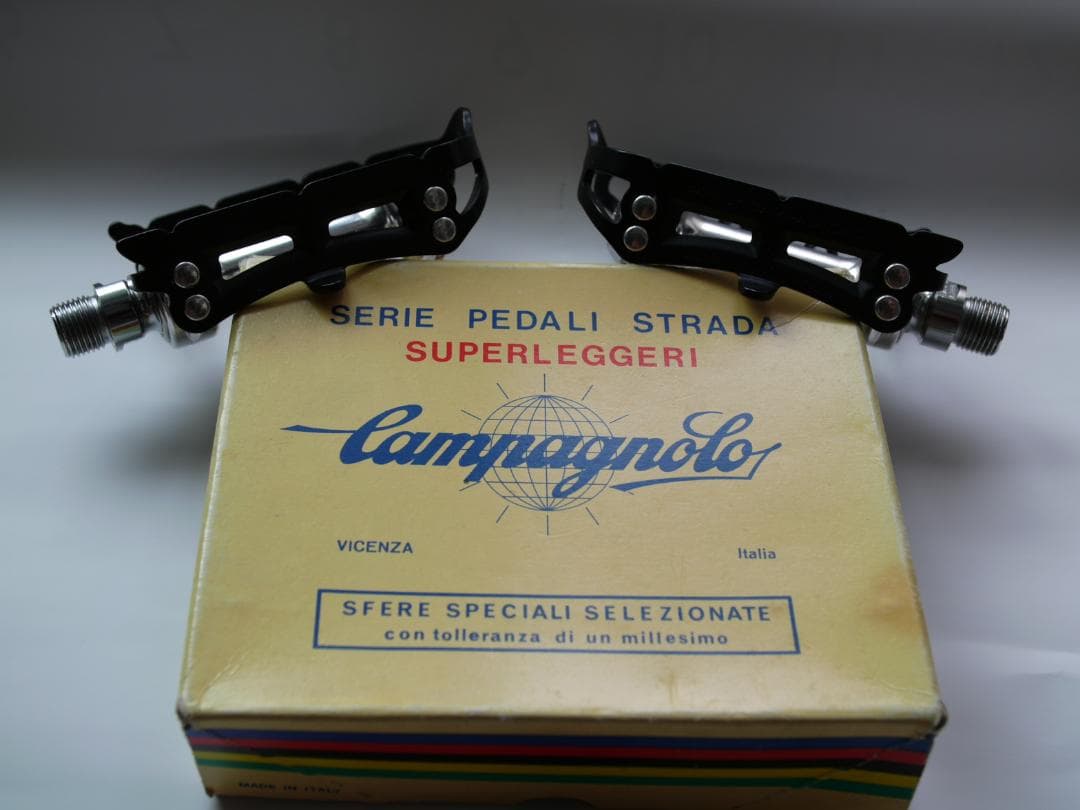 SERIE PEDALI STRADA
SUPERLEGGERI
Campagnolo
VICENZA Italia
SFERE SPECIALI SELEZIONATE
con tolleranza di un millesimo
MADE IN ITALY